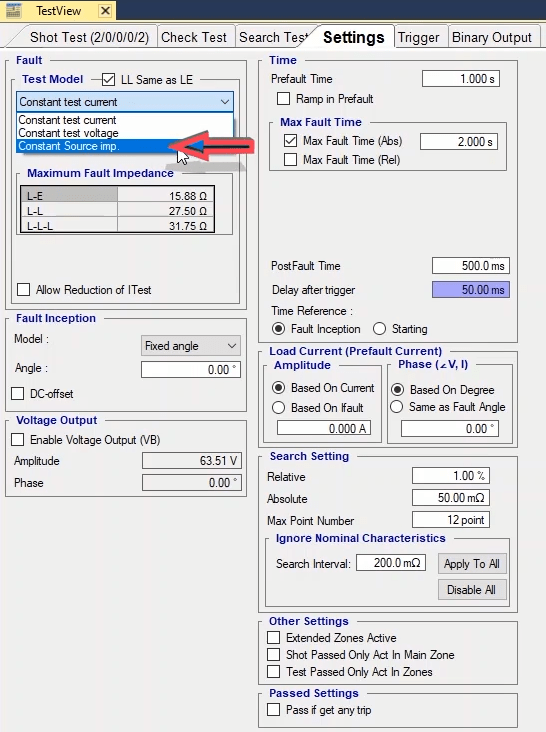 TestView
Shot Test (2/0/0/0/2)
Check Test
Search Test
Settings
Trigger
Binary Output
Fault
Test Model
LL Same as LE
Constant test current
Constant test current
Constant test voltage
Constant Source imp.
Maximum Fault Impedance
L-E 15.88 Ω
L-L 27.50 Ω
L-L-L 31.75 Ω
Allow Reduction of ITest
Fault Inception
Model : Fixed angle
Angle : 0.00 °
DC-offset
Voltage Output
Enable Voltage Output (VB)
Amplitude 63.51 V
Phase 0.00 °
Time
Prefault Time 1.000 s
Ramp in Prefault
Max Fault Time
Max Fault Time (Abs) 2.000 s
Max Fault Time (Rel)
PostFault Time 500.0 ms
Delay after trigger 50.00 ms
Time Reference :
Fault Inception Starting
Load Current (Prefault Current)
Amplitude
Based On Current
Based On Ifault
0.000 A
Phase (∠V, I)
Based On Degree
Same as Fault Angle
0.00 °
Search Setting
Relative 1.00 %
Absolute 50.00 mΩ
Max Point Number 12 point
Ignore Nominal Characteristics
Search Interval: 200.0 mΩ Apply To All
Disable All
Other Settings
Extended Zones Active
Shot Passed Only Act In Main Zone
Test Passed Only Act In Zones
Passed Settings
Pass if get any trip